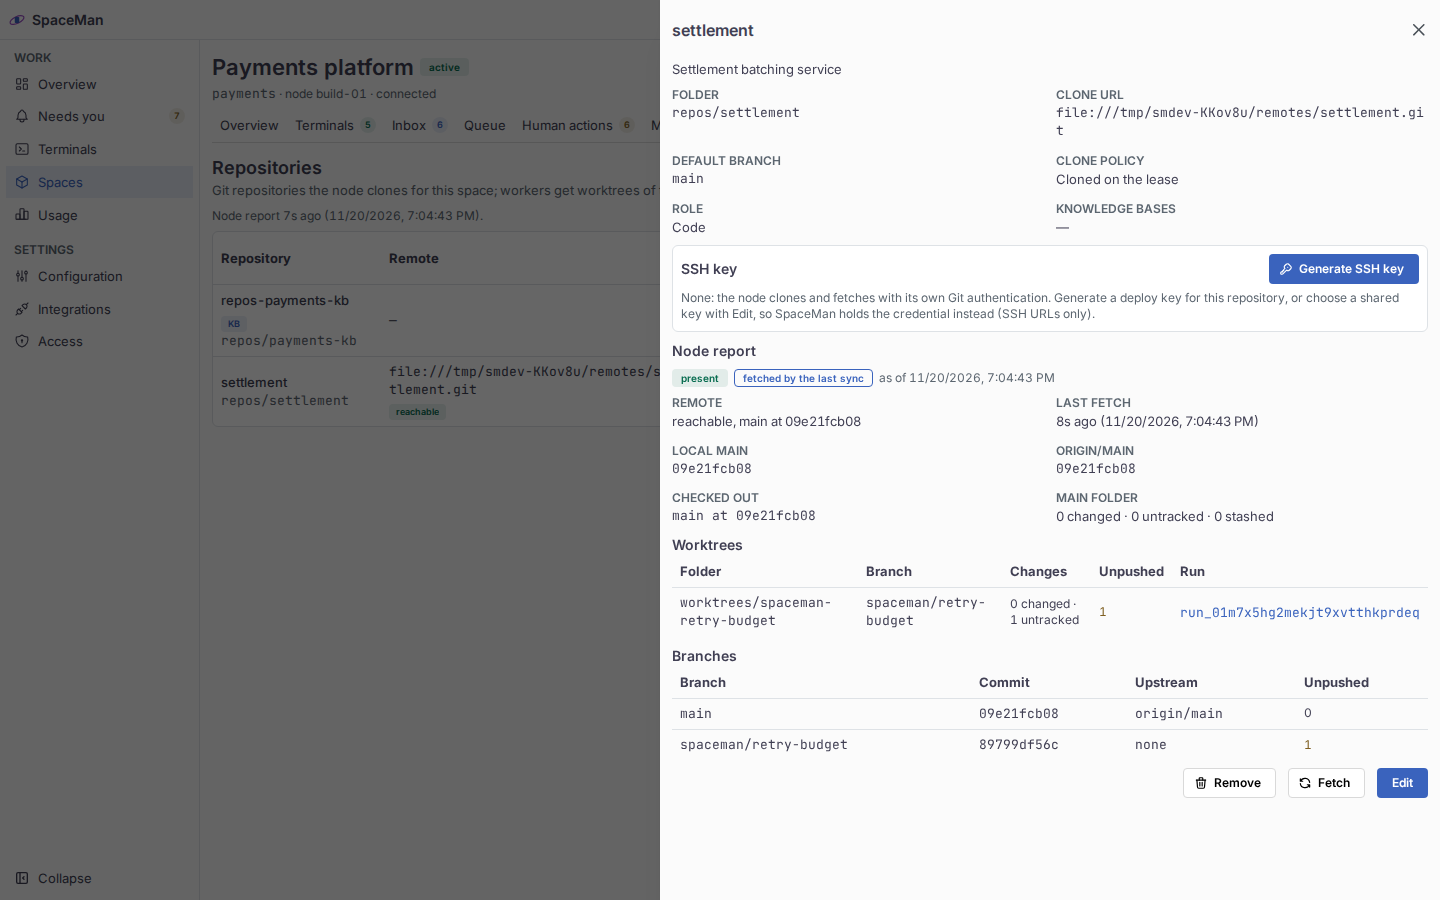 SpaceMan
WORK
Overview
Needs you 7
Terminals
Spaces
Usage
SETTINGS
Configuration
Integrations
Access
Collapse
Payments platform active
payments · node build-01 · connected
Overview Terminals 5 Inbox 6 Queue Human actions 6 M
Repositories
Git repositories the node clones for this space; workers get worktrees of
Node report 7s ago (11/20/2026, 7:04:43 PM).
Repository Remote
repos-payments-kb
KB
repos/payments-kb
—
settlement
repos/settlement
file:///tmp/smdev-KKov8u/remotes/s
tlement.git
reachable
settlement
Settlement batching service
FOLDER
repos/settlement
CLONE URL
file:///tmp/smdev-KKov8u/remotes/settlement.gi
t
DEFAULT BRANCH
main
CLONE POLICY
Cloned on the lease
ROLE
Code
KNOWLEDGE BASES
—
SSH key
Generate SSH key
None: the node clones and fetches with its own Git authentication. Generate a deploy key for this repository, or choose a shared
key with Edit, so SpaceMan holds the credential instead (SSH URLs only).
Node report
present fetched by the last sync as of 11/20/2026, 7:04:43 PM
REMOTE
reachable, main at 09e21fcb08
LAST FETCH
8s ago (11/20/2026, 7:04:43 PM)
LOCAL MAIN
09e21fcb08
ORIGIN/MAIN
09e21fcb08
CHECKED OUT
main at 09e21fcb08
MAIN FOLDER
0 changed · 0 untracked · 0 stashed
Worktrees
Folder Branch Changes Unpushed Run
worktrees/spaceman-
retry-budget
spaceman/retry-
budget
0 changed ·
1 untracked
1
run_01m7x5hg2mekjt9xvtthkprdeq
Branches
Branch Commit Upstream Unpushed
main 09e21fcb08 origin/main 0
spaceman/retry-budget 89799df56c none 1
Remove Fetch Edit